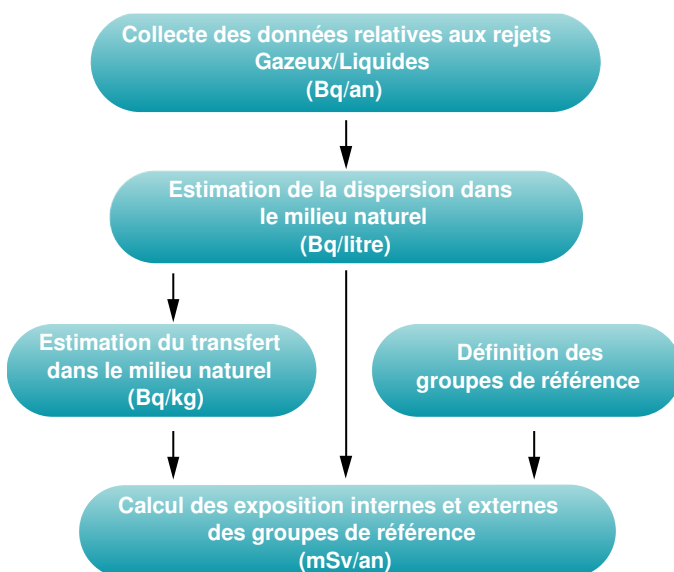 Collecte des données relatives aux rejets
Gazeux/Liquides
(Bq/an)
Estimation de la dispersion dans
le milieu naturel
(Bq/litre)
Estimation du transfert
dans le milieu naturel
(Bq/kg)
Définition des
groupes de référence
Calcul des exposition internes et externes
des groupes de référence
(mSv/an)